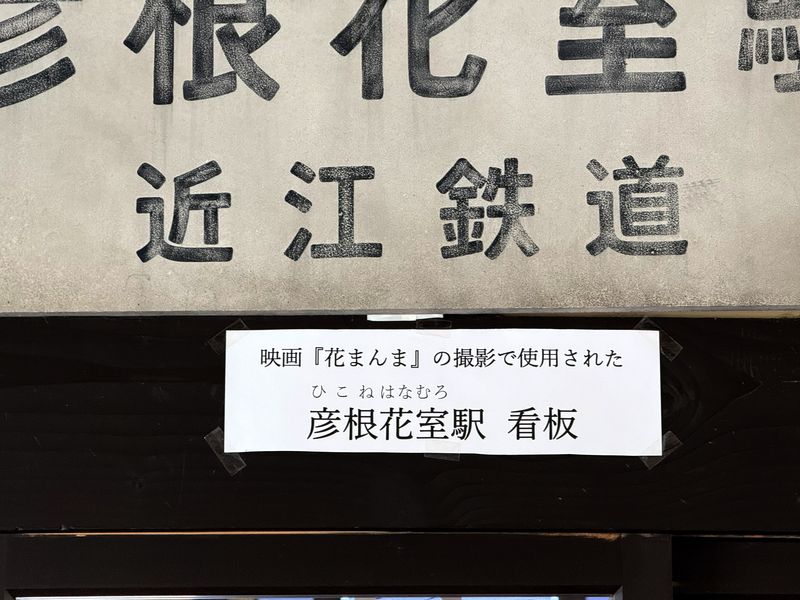 彦根花室駅
近江鉄道
映画『花まんま』の撮影で使用された
ひこねはなむろ
彦根花室駅 看板